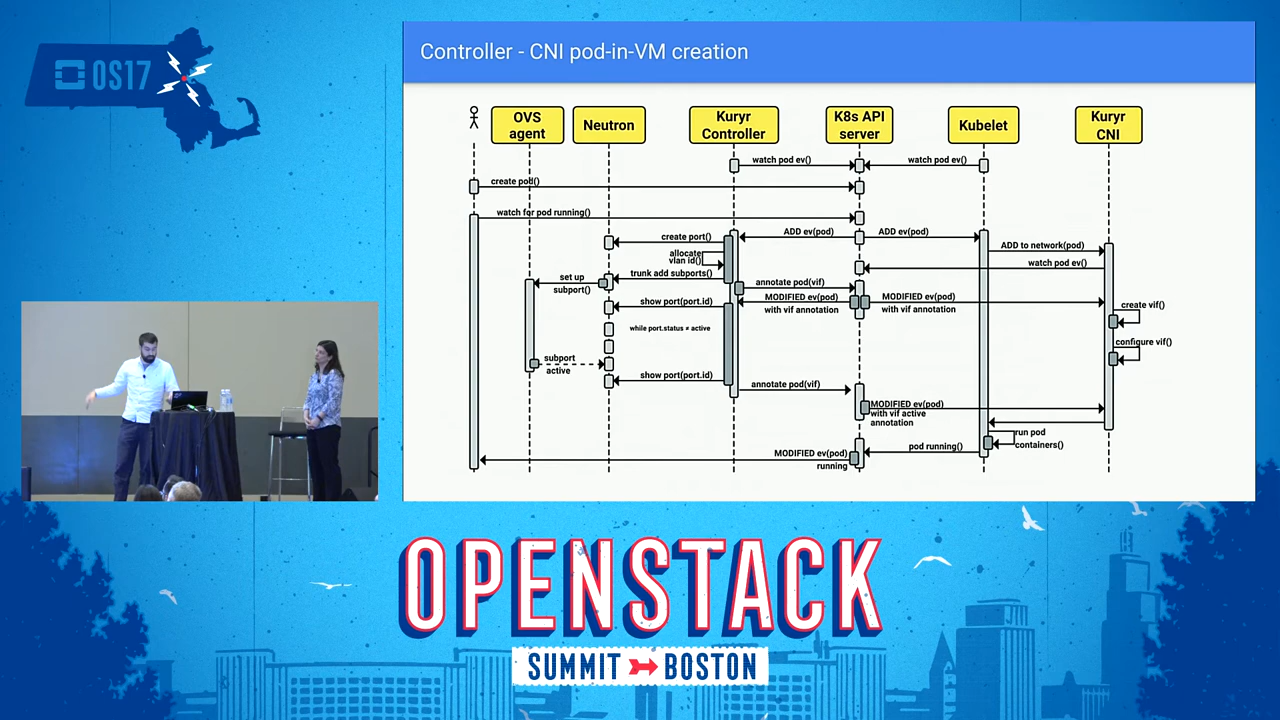 OS17
Controller - CNI pod-in-VM creation
OVS
agent
Neutron
Kuryr
Controller
K8s API
server
Kubelet
Kuryr
CNI
watch pod ev()
watch pod ev()
create pod()
watch for pod running()
create port()
ADD ev(pod)
ADD ev(pod)
ADD to network(pod)
allocate
vlan id()
watch pod ev()
set up
subport()
trunk add subports()
annotate pod(vif)
show port(port.id)
MODIFIED ev(pod)
with vif annotation
MODIFIED ev(pod)
with vif annotation
create vif()
while port.status ≠ active
configure vif()
subport
active
show port(port.id)
annotate pod(vif)
MODIFIED ev(pod)
with vif active
annotation
run pod
containers()
pod running()
MODIFIED ev(pod)
running
OPENSTACK
SUMMIT BOSTON